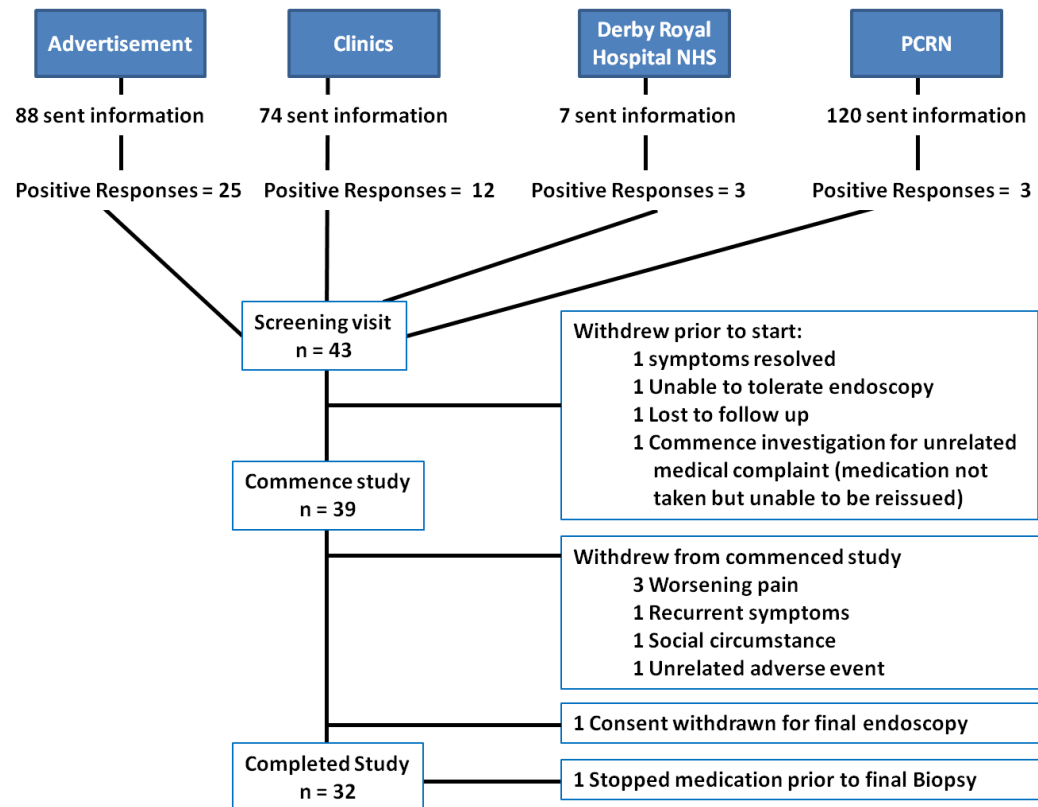 Advertisement
Clinics
Derby Royal
Hospital NHS
PCRN
88 sent information
74 sent information
7 sent information
120 sent information
Positive Responses = 25
Positive Responses = 12
Positive Responses = 3
Positive Responses = 3
Screening visit
n = 43
Withdrew prior to start:
1 symptoms resolved
1 Unable to tolerate endoscopy
1 Lost to follow up
1 Commence investigation for unrelated
medical complaint (medication not
taken but unable to be reissued)
Commence study
n = 39
Withdrew from commenced study
3 Worsening pain
1 Recurrent symptoms
1 Social circumstance
1 Unrelated adverse event
1 Consent withdrawn for final endoscopy
Completed Study
n = 32
1 Stopped medication prior to final Biopsy